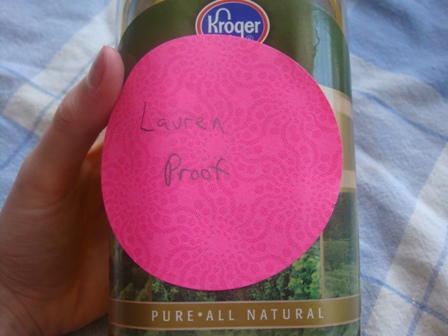 Kroger
Lauren
Proof
PURE•ALL NATURAL